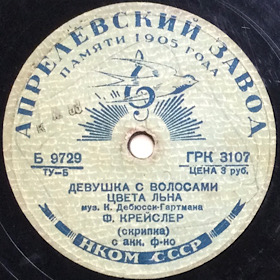 АПРЕЛЕВСКИЙ ЗАВОД
ПАМЯТИ 1905 ГОДА
Б 9729
ГРК 3107
ТУ-Б
ЦЕНА 3 руб.
ДЕВУШКА С ВОЛОСАМИ
ЦВЕТА ЛЬНА
муз. К. Дебюсси-Гартмана
Ф. КРЕЙСЛЕР
(скрипка)
с акк. ф-но
НКОМ СССР